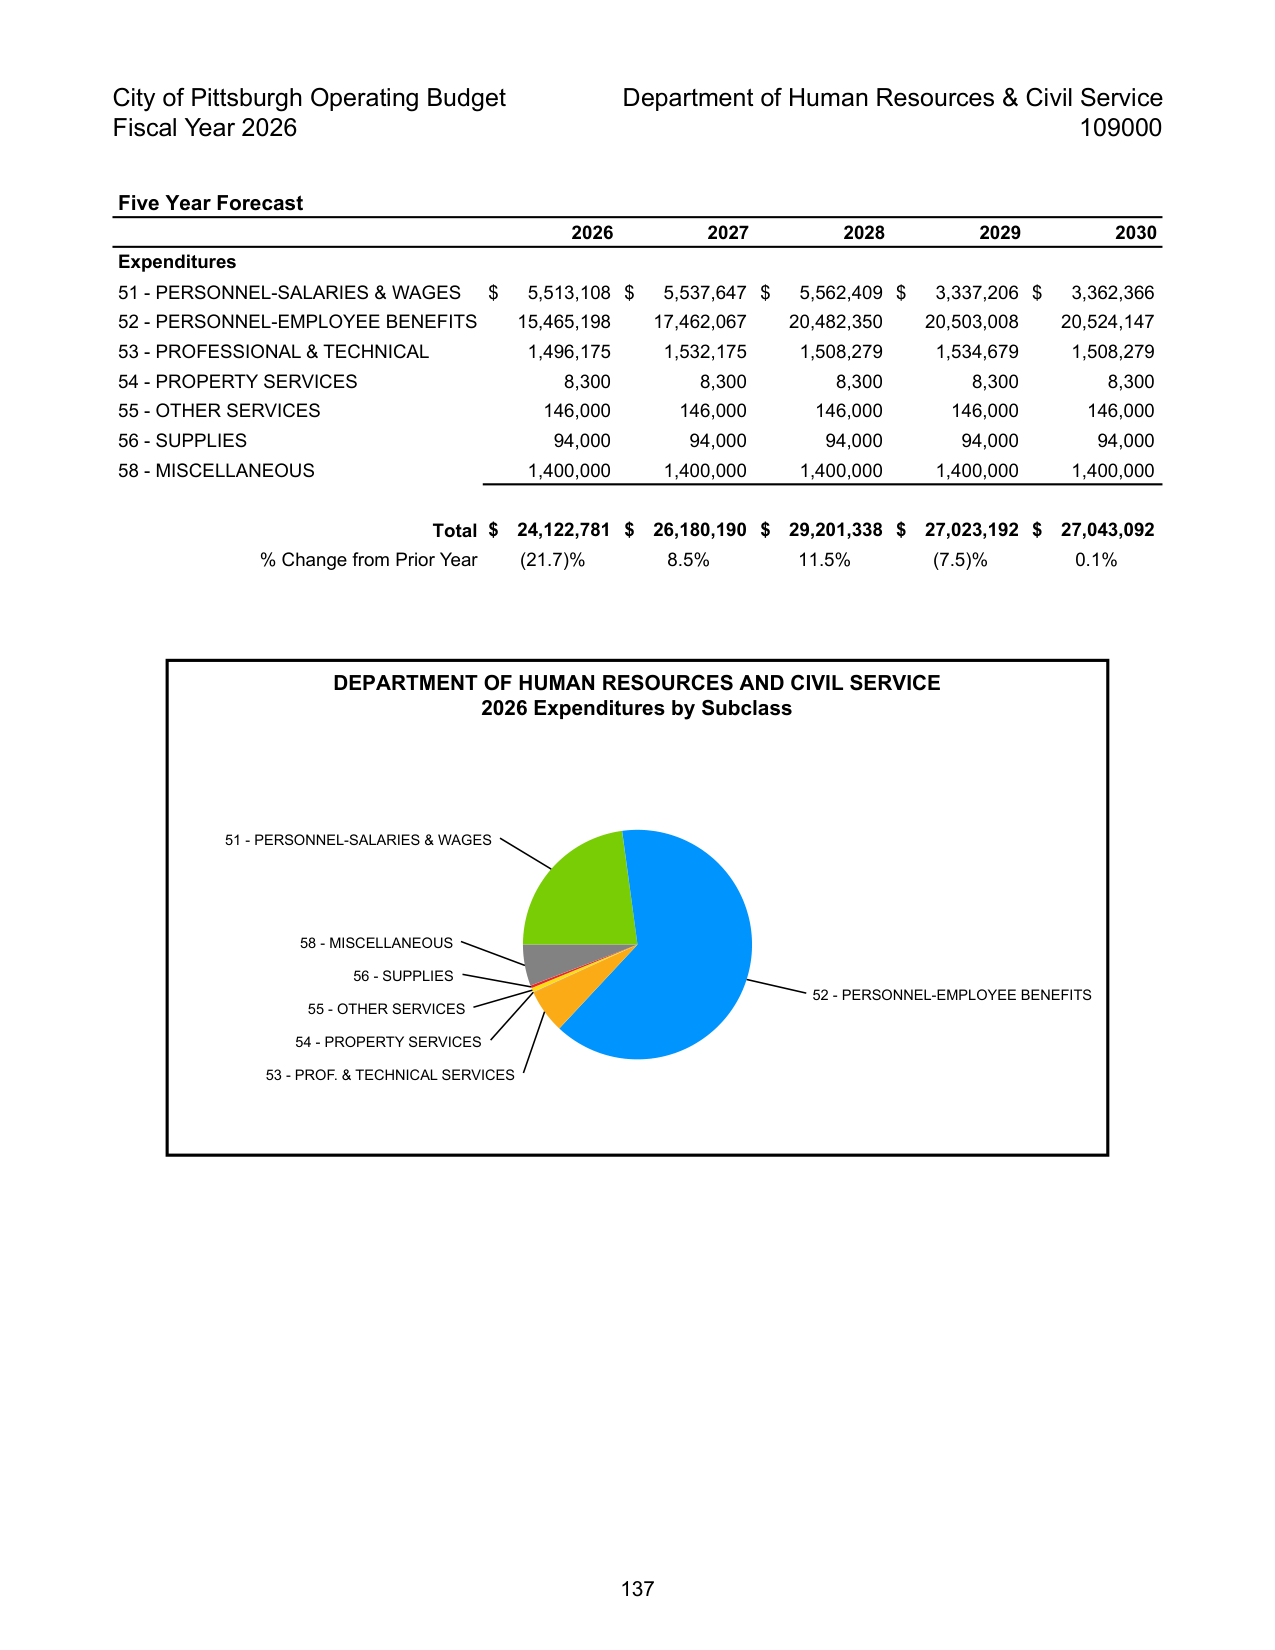 City of Pittsburgh Operating Budget Department of Human Resources & Civil Service
Fiscal Year 2026 109000
Five Year Forecast
2026 2027 2028 2029 2030
Expenditures
51 - PERSONNEL-SALARIES & WAGES $ 5,513,108 $ 5,537,647 $ 5,562,409 $ 3,337,206 $ 3,362,366
52 - PERSONNEL-EMPLOYEE BENEFITS 15,465,198 17,462,067 20,482,350 20,503,008 20,524,147
53 - PROFESSIONAL & TECHNICAL 1,496,175 1,532,175 1,508,279 1,534,679 1,508,279
54 - PROPERTY SERVICES 8,300 8,300 8,300 8,300 8,300
55 - OTHER SERVICES 146,000 146,000 146,000 146,000 146,000
56 - SUPPLIES 94,000 94,000 94,000 94,000 94,000
58 - MISCELLANEOUS 1,400,000 1,400,000 1,400,000 1,400,000 1,400,000
Total $ 24,122,781 $ 26,180,190 $ 29,201,338 $ 27,023,192 $ 27,043,092
% Change from Prior Year (21.7)% 8.5% 11.5% (7.5)% 0.1%
DEPARTMENT OF HUMAN RESOURCES AND CIVIL SERVICE
2026 Expenditures by Subclass
51 - PERSONNEL-SALARIES & WAGES
58 - MISCELLANEOUS
56 - SUPPLIES
52 - PERSONNEL-EMPLOYEE BENEFITS
55 - OTHER SERVICES
54 - PROPERTY SERVICES
53 - PROF. & TECHNICAL SERVICES
137